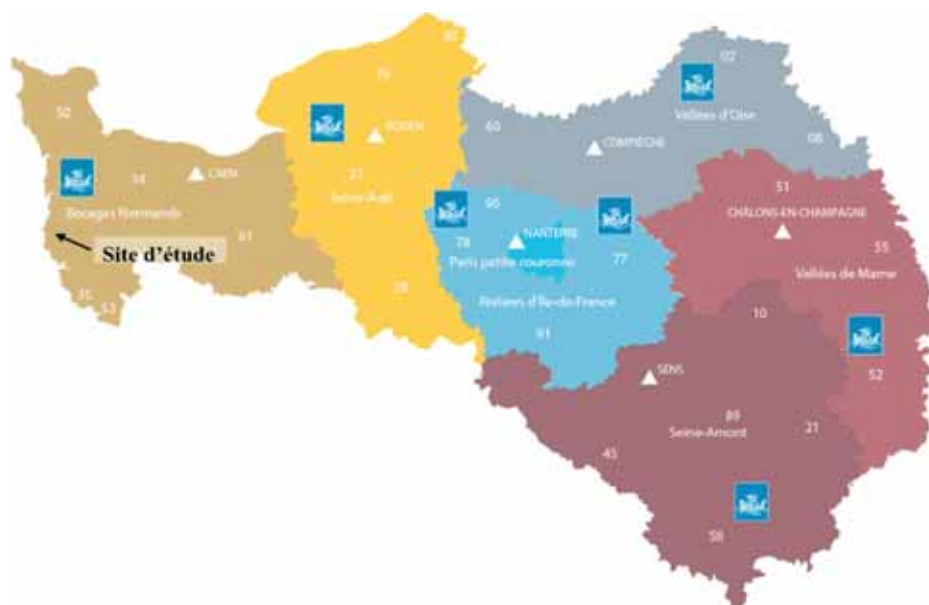 02
50
60
ROUEN
COMPIÈGNE
Vallées d'Oise
08
CAEN
14
27
Bocages Normands
Seine-Aval
51
CHÂLONS-EN-CHAMPAGNE
95
Site d'étude
61
78
NANTERRE
Paris petite couronne
77
55
Vallées de Marne
35
53
28
Rivières d'Île-de-France
91
10
SENS
52
89
Seine-Amont
21
45
58